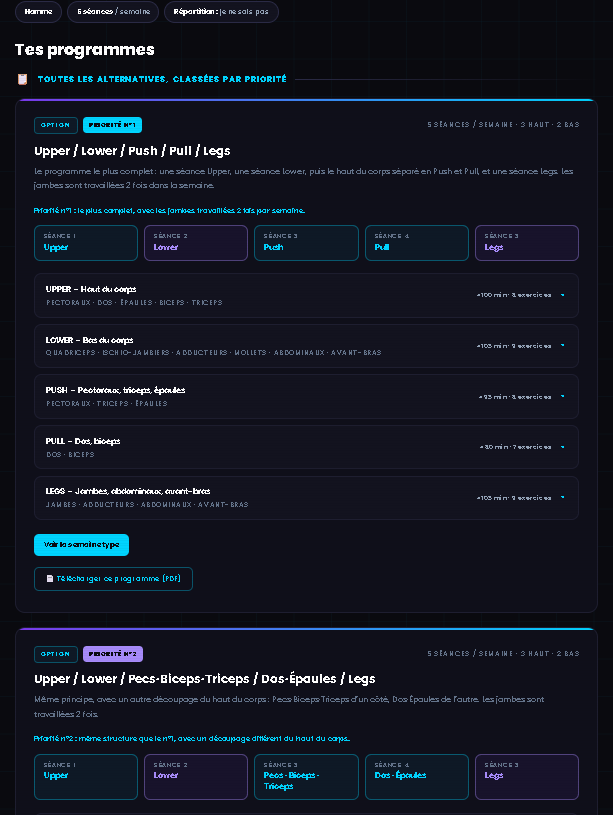 Homme
5 séances / semaine
Répartition: je ne sais pas
Tes programmes
TOUTES LES ALTERNATIVES, CLASSÉES PAR PRIORITÉ
OPTION
PRIORITÉ N°1
5 SÉANCES / SEMAINE · 3 HAUT · 2 BAS
Upper / Lower / Push / Pull / Legs
Le programme le plus complet : une séance Upper, une séance Lower, puis le haut du corps séparé en Push et Pull, et une séance Legs. Les
jambes sont travaillées 2 fois dans la semaine.
Priorité n°1 : le plus complet, avec les jambes travaillées 2 fois par semaine.
SÉANCE 1
Upper
SÉANCE 2
Lower
SÉANCE 3
Push
SÉANCE 4
Pull
SÉANCE 5
Legs
UPPER – Haut du corps
PECTORAUX · DOS · ÉPAULES · BICEPS · TRICEPS
~100 min · 8 exercices
LOWER – Bas du corps
QUADRICEPS · ISCHIO-JAMBIERS · ADDUCTEURS · MOLLETS · ABDOMINAUX · AVANT-BRAS
~105 min · 9 exercices
PUSH – Pectoraux, triceps, épaules
PECTORAUX · TRICEPS · ÉPAULES
~95 min · 8 exercices
PULL – Dos, biceps
DOS · BICEPS
~80 min · 7 exercices
LEGS – Jambes, abdominaux, avant-bras
JAMBES · ADDUCTEURS · ABDOMINAUX · AVANT-BRAS
~105 min · 9 exercices
Voir la semaine type
Télécharger ce programme (PDF)
OPTION
PRIORITÉ N°2
5 SÉANCES / SEMAINE · 3 HAUT · 2 BAS
Upper / Lower / Pecs-Biceps-Triceps / Dos-Épaules / Legs
Même principe, avec un autre découpage du haut du corps : Pecs-Biceps-Triceps d'un côté, Dos-Épaules de l'autre. Les jambes sont
travaillées 2 fois.
Priorité n°2 : même structure que le n°1, avec un découpage différent du haut du corps.
SÉANCE 1
Upper
SÉANCE 2
Lower
SÉANCE 3
Pecs-Biceps-
Triceps
SÉANCE 4
Dos-Épaules
SÉANCE 5
Legs